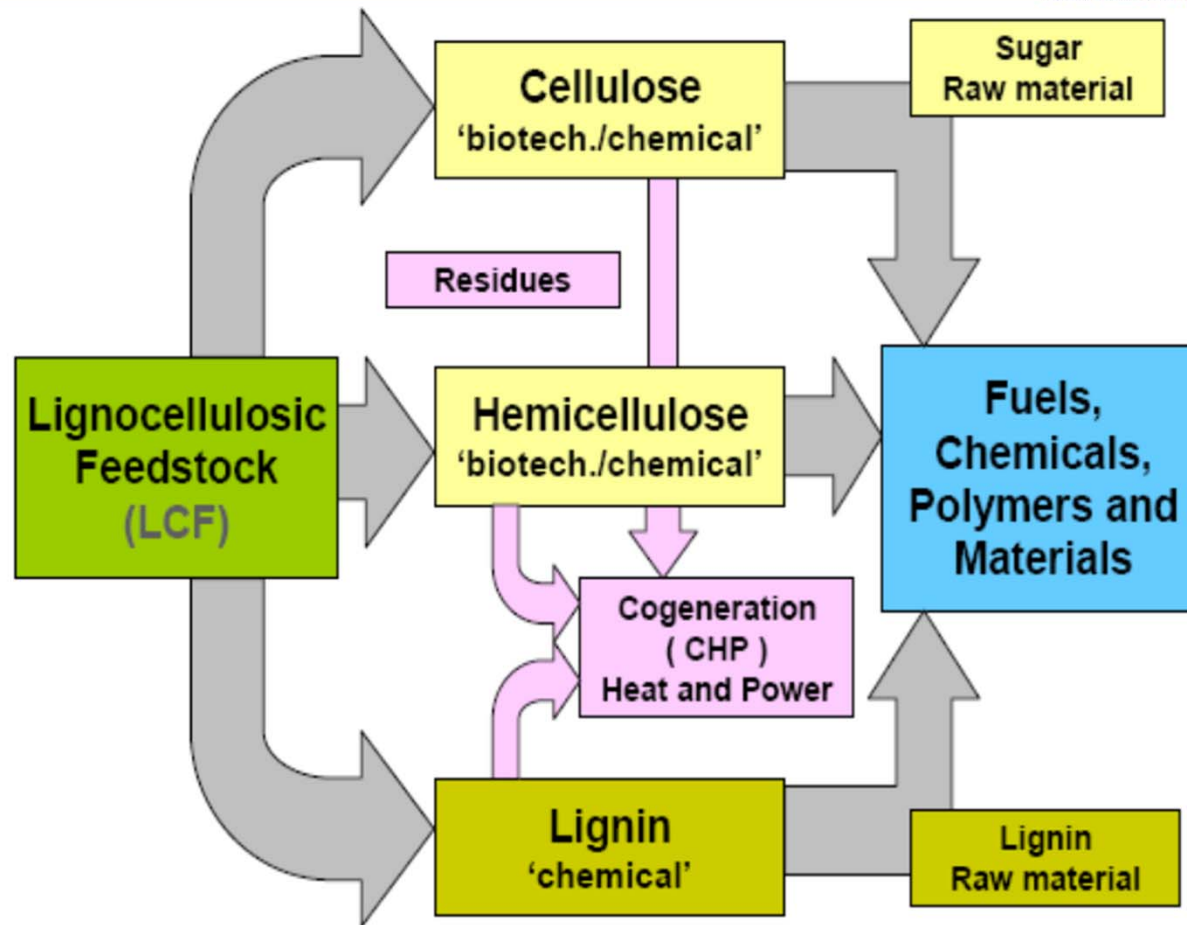 Cellulose
‘biotech./chemical’
Sugar
Raw material
Residues
Lignocellulosic
Feedstock
(LCF)
Hemicellulose
‘biotech./chemical’
Fuels,
Chemicals,
Polymers and
Materials
Cogeneration
( CHP )
Heat and Power
Lignin
‘chemical’
Lignin
Raw material